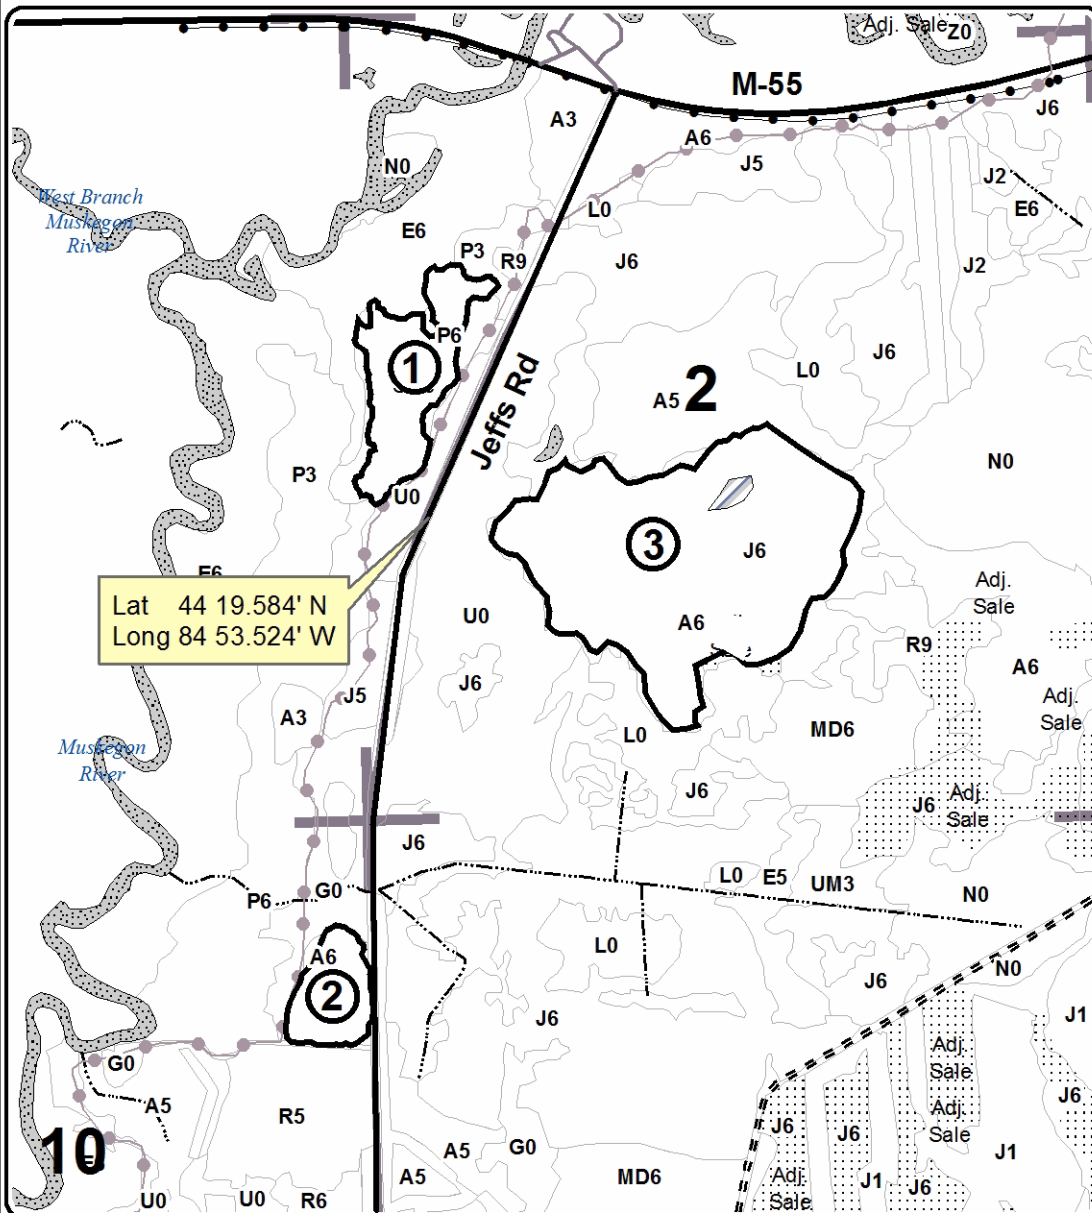 Adj. Sale
Z0
M-55
J6
A3
A6
J5
N0
J2
West Branch
Muskegon
River
L0
E6
E6
P3
R9
J6
J2
P6
1
J6
L0
Jeffs Rd
A5
2
P3
N0
U0
3
J6
E6
Adj.
Sale
Lat 44 19.584' N
Long 84 53.524' W
U0
A6
R9
A6
J6
J5
Adj.
Sale
A3
L0
MD6
Muskegon
River
J6
Adj.
Sale
J6
J6
L0
E5
UM3
G0
N0
P6
L0
A6
N0
2
J6
J6
J1
Adj.
Sale
G0
J6
A5
Adj.
Sale
R5
J6
J6
10
A5
G0
J1
A5
MD6
Adj.
Sale
J1
J6
U0
U0
R6